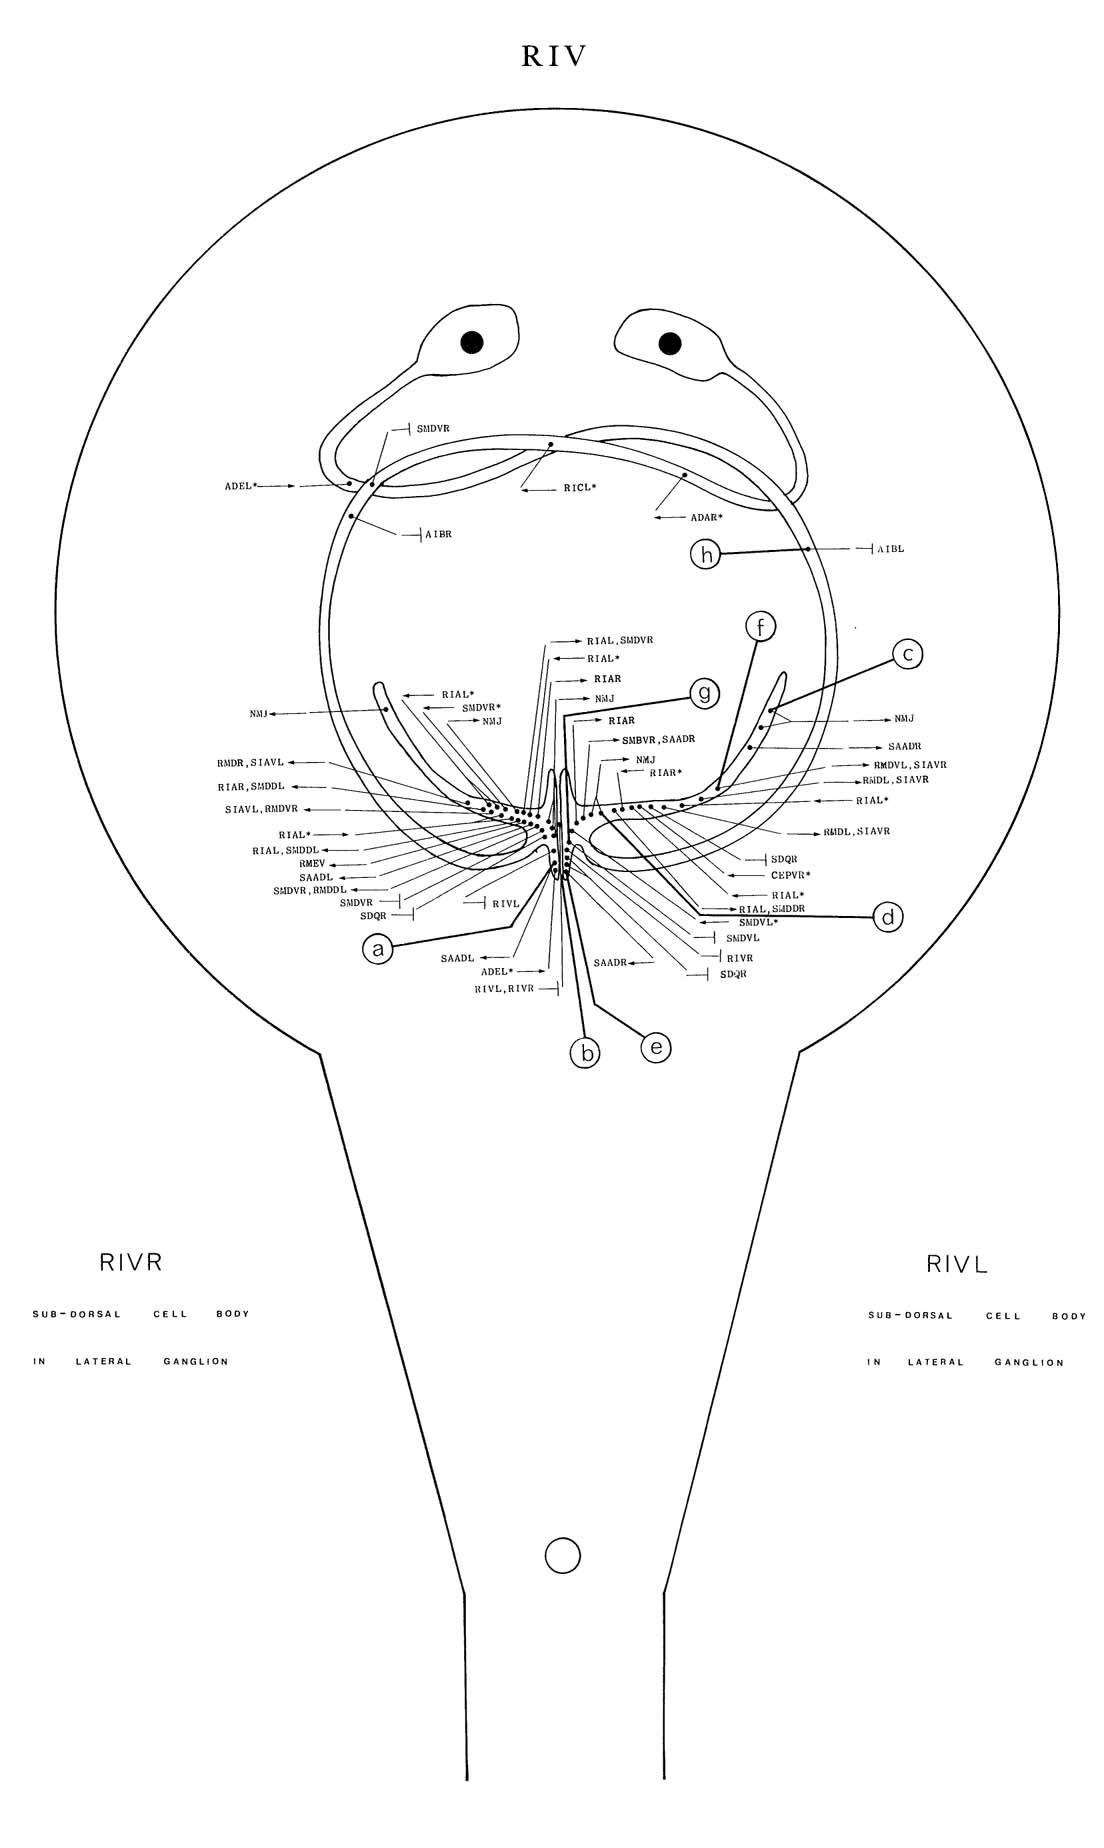 RIV
SMDVR
ADEL*
RICL*
ADAR*
AIBR
h
AIBL
f
RIAL,SMDVR
c
RIAL*
RIAR
RIAL*
g
NMJ
SMDVR*
NMJ
NMJ
RIAR
NMJ
SMBVR,SAADR
SAADR
RMDR,SIAVL
NMJ
RMDVL,SIAVR
RIAR*
RMDL,SIAVR
RIAR,SMDDL
RIAL*
SIAVL,RMDVR
RMDL,SIAVR
RIAL*
RIAL,SMDDL
SDQR
RMEV
CEPVR*
SAADL
SMDVR,RMDDL
RIAL*
SMDVR
RIVL
RIAL,SMDDR
SDQR
d
SMDVL*
SMDVL
a
SAADL
RIVR
SAADR
ADEL*
SDQR
RIVL,RIVR
b
e
RIVR
RIVL
SUB-DORSAL CELL BODY
SUB-DORSAL CELL BODY
IN LATERAL GANGLION
IN LATERAL GANGLION